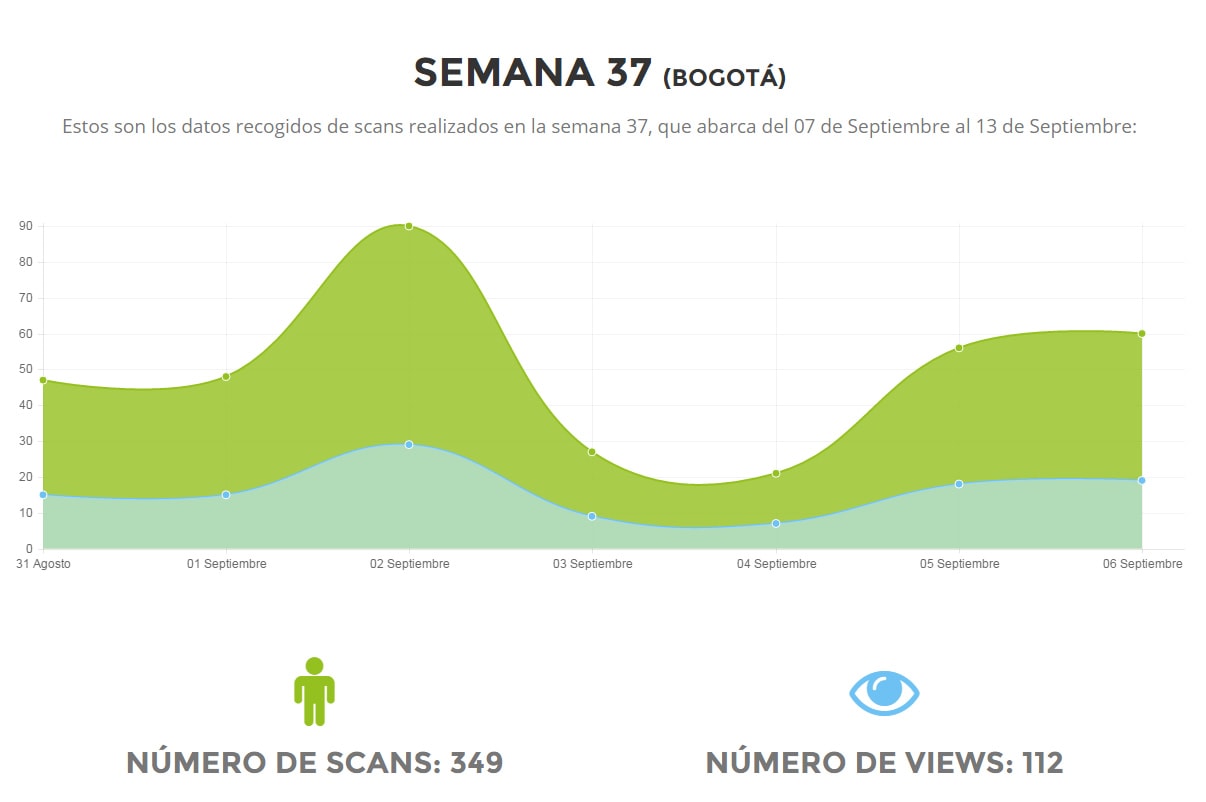 SEMANA 37 (BOGOTÁ)
Estos son los datos recogidos de scans realizados en la semana 37, que abarca del 07 de Septiembre al 13 de Septiembre:
90
80
70
60
50
40
30
20
10
0
31 Agosto 01 Septiembre 02 Septiembre 03 Septiembre 04 Septiembre 05 Septiembre 06 Septiembre
NÚMERO DE SCANS: 349 NÚMERO DE VIEWS: 112